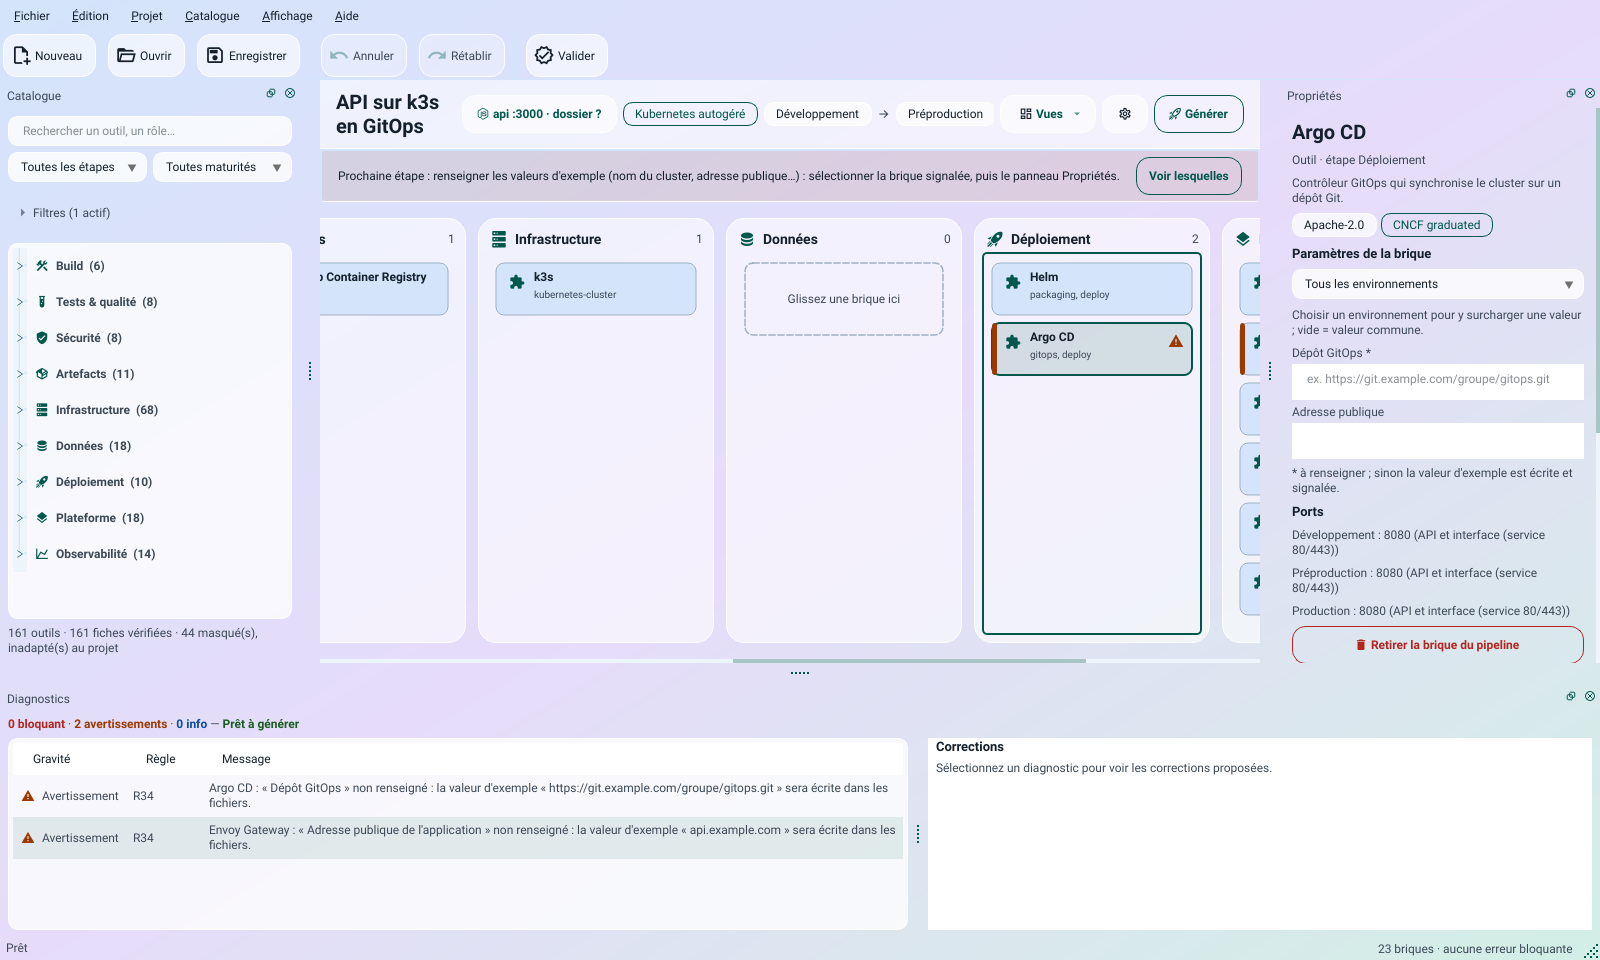 Fichier Édition Projet Catalogue Affichage Aide
Nouveau Ouvrir Enregistrer Annuler Rétablir Valider
Catalogue
Rechercher un outil, un rôle...
Toutes les étapes Toutes maturités
Filtres (1 actif)
Build (6)
Tests & qualité (8)
Sécurité (8)
Artefacts (11)
Infrastructure (68)
Données (18)
Déploiement (10)
Plateforme (18)
Observabilité (14)
161 outils · 161 fiches vérifiées · 44 masqué(s),
inadapté(s) au projet
API sur k3s
en GitOps
api :3000 · dossier ? Kubernetes autogéré Développement → Préproduction Vues Générer
Prochaine étape : renseigner les valeurs d'exemple (nom du cluster, adresse publique…) : sélectionner la brique signalée, puis le panneau Propriétés. Voir lesquelles
s 1
Container Registry
Infrastructure 1
k3s
kubernetes-cluster
Données 0
Glissez une brique ici
Déploiement 2
Helm
packaging, deploy
Argo CD
gitops, deploy
Propriétés
Argo CD
Outil · étape Déploiement
Contrôleur GitOps qui synchronise le cluster sur un
dépôt Git.
Apache-2.0 CNCF graduated
Paramètres de la brique
Tous les environnements
Choisir un environnement pour y surcharger une valeur
; vide = valeur commune.
Dépôt GitOps *
ex. https://git.example.com/groupe/gitops.git
Adresse publique
* à renseigner ; sinon la valeur d'exemple est écrite et
signalée.
Ports
Développement : 8080 (API et interface (service
80/443))
Préproduction : 8080 (API et interface (service
80/443))
Production : 8080 (API et interface (service 80/443))
Retirer la brique du pipeline
Diagnostics
0 bloquant · 2 avertissements · 0 info — Prêt à générer
Gravité Règle Message
Avertissement R34 Argo CD : « Dépôt GitOps » non renseigné : la valeur d'exemple « https://git.example.com/groupe/gitops.git » sera écrite dans les
fichiers.
Avertissement R34 Envoy Gateway : « Adresse publique de l'application » non renseigné : la valeur d'exemple « api.example.com » sera écrite dans les
fichiers.
Corrections
Sélectionnez un diagnostic pour voir les corrections proposées.
Prêt
23 briques · aucune erreur bloquante